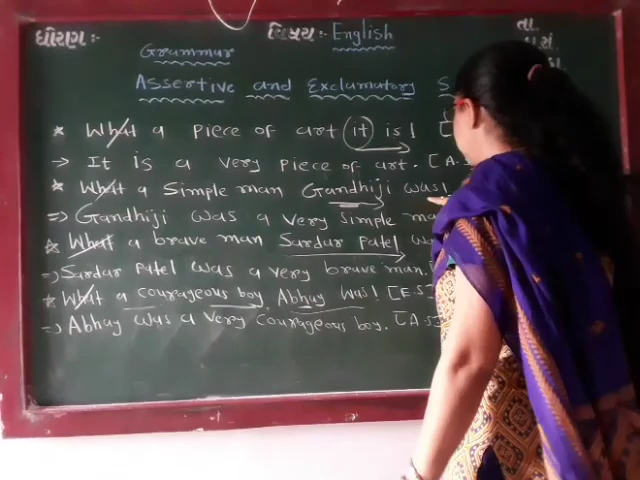 ધોરણ :- વિષય :- English તા.
Grammar
Assertive and Exclamatory S
* What a piece of art it is! [
→ It is a very piece of art. [A.S
* What a simple man Gandhiji was!
⇒ Gandhiji was a very simple ma
* What a brave man Sardar Patel wa
⇒ Sardar Patel was a very brave man.
* What a courageous boy, Abhay was! [E.S]
⇒ Abhay was a very courageous boy. [A.S]